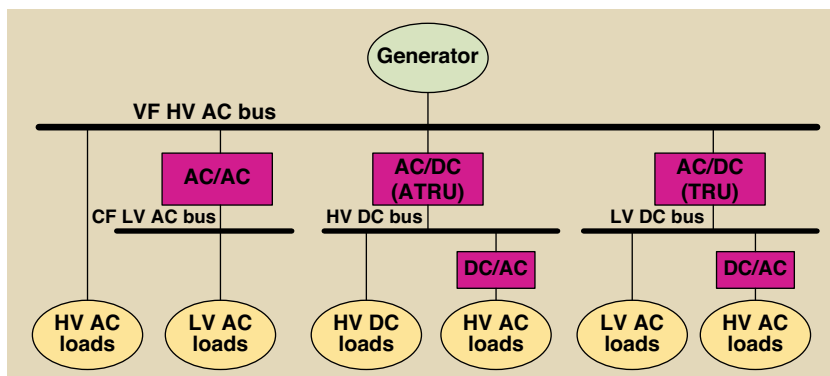 Generator
VF HV AC bus
AC/AC
AC/DC
(ATRU)
AC/DC
(TRU)
CF LV AC bus
HV DC bus
LV DC bus
DC/AC
DC/AC
HV AC
loads
LV AC
loads
HV DC
loads
HV AC
loads
LV AC
loads
HV AC
loads